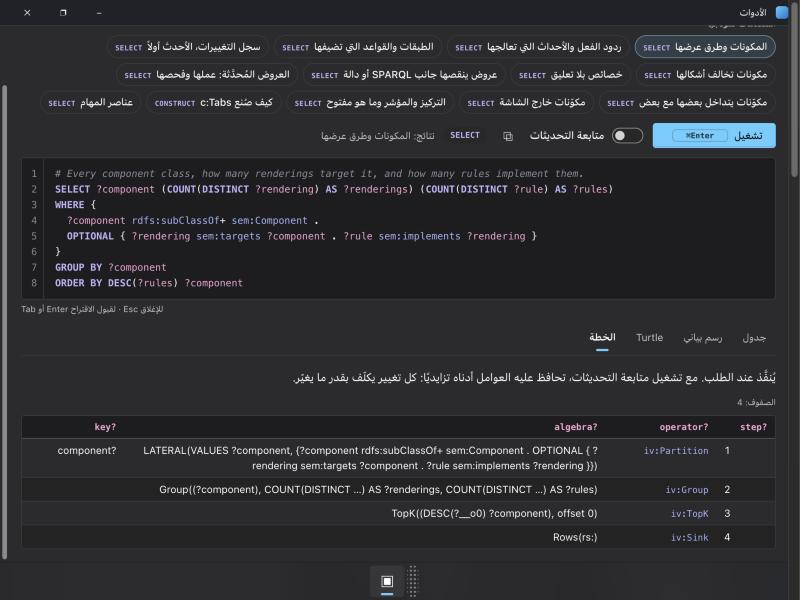 الأدوات
المكونات وطرق عرضها SELECT
ردود الفعل والأحداث التي تعالجها SELECT
الطبقات والقواعد التي تضيفها SELECT
سجل التغييرات، الأحدث أولاً SELECT
مكونات تخالف أشكالها SELECT
خصائص بلا تعليق SELECT
عروض ينقصها جانب SPARQL أو دالة SELECT
العروض المُحدَّثة: عملها وفحصها SELECT
مكوّنات يتداخل بعضها مع بعض SELECT
مكوّنات خارج الشاشة SELECT
التركيز والمؤشر وما هو مفتوح SELECT
كيف صُنع c:Tabs CONSTRUCT
عناصر المهام SELECT
تشغيل ⌘Enter
متابعة التحديثات
SELECT
نتائج: المكونات وطرق عرضها
1 # Every component class, how many renderings target it, and how many rules implement them.
2 SELECT ?component (COUNT(DISTINCT ?rendering) AS ?renderings) (COUNT(DISTINCT ?rule) AS ?rules)
3 WHERE {
4 ?component rdfs:subClassOf+ sem:Component .
5 OPTIONAL { ?rendering sem:targets ?component . ?rule sem:implements ?rendering }
6 }
7 GROUP BY ?component
8 ORDER BY DESC(?rules) ?component
Tab أو Enter لقبول الاقتراح · Esc للإغلاق
جدول
رسم بياني
Turtle
الخطة
يُنفَّذ عند الطلب. مع تشغيل متابعة التحديثات، تحافظ عليه العوامل أدناه تزايديًا: كل تغيير يكلّف بقدر ما يغيّر.
الصفوف: 4
step? operator? algebra? key?
1 iv:Partition LATERAL(VALUES ?component, {?component rdfs:subClassOf+ sem:Component . OPTIONAL { ? component?
rendering sem:targets ?component . ?rule sem:implements ?rendering }})
2 iv:Group Group((?component), COUNT(DISTINCT ...) AS ?renderings, COUNT(DISTINCT ...) AS ?rules)
3 iv:TopK TopK((DESC(?__o0) ?component), offset 0)
4 iv:Sink Rows(rs:)